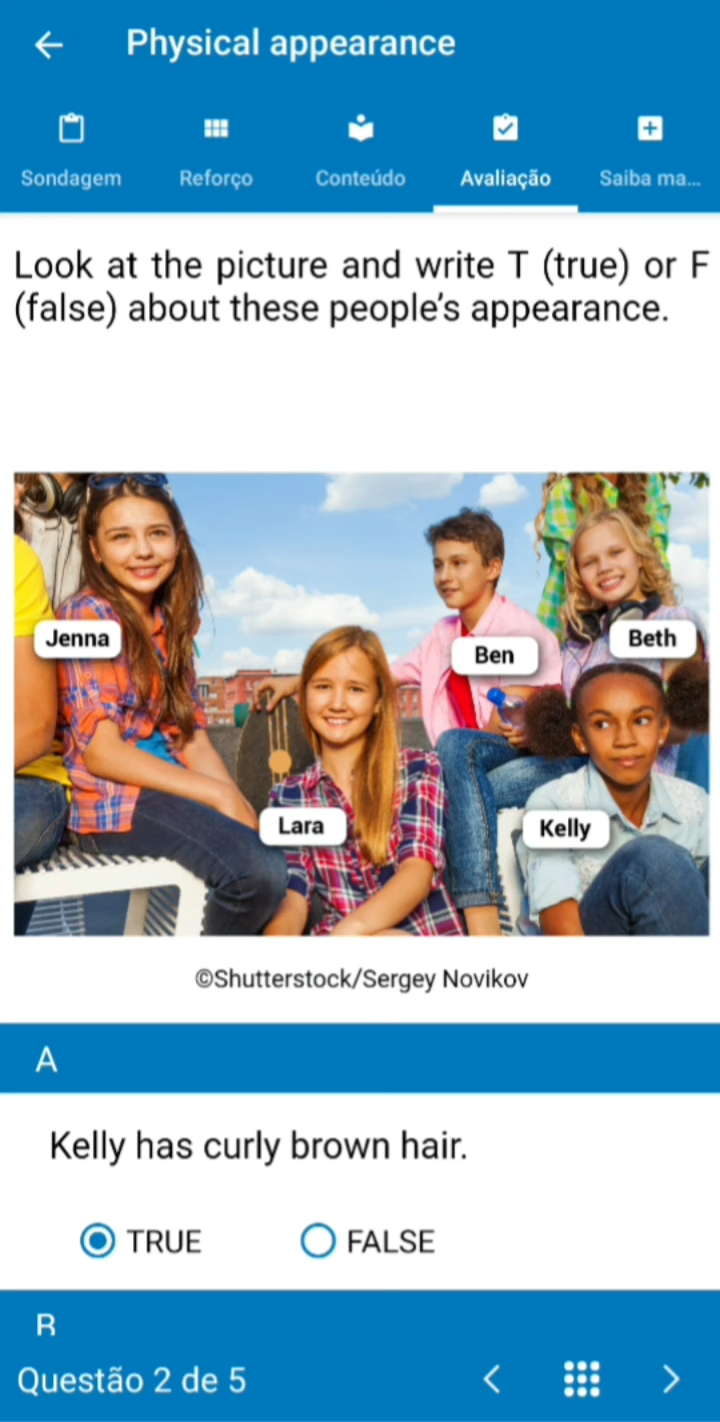 Physical appearance
Sondagem
Reforço
Conteúdo
Avaliação
Saiba ma...
Look at the picture and write T (true) or F
(false) about these people's appearance.
Jenna
Ben
Beth
Lara
Kelly
©Shutterstock/Sergey Novikov
A
Kelly has curly brown hair.
TRUE
FALSE
Questão 2 de 5